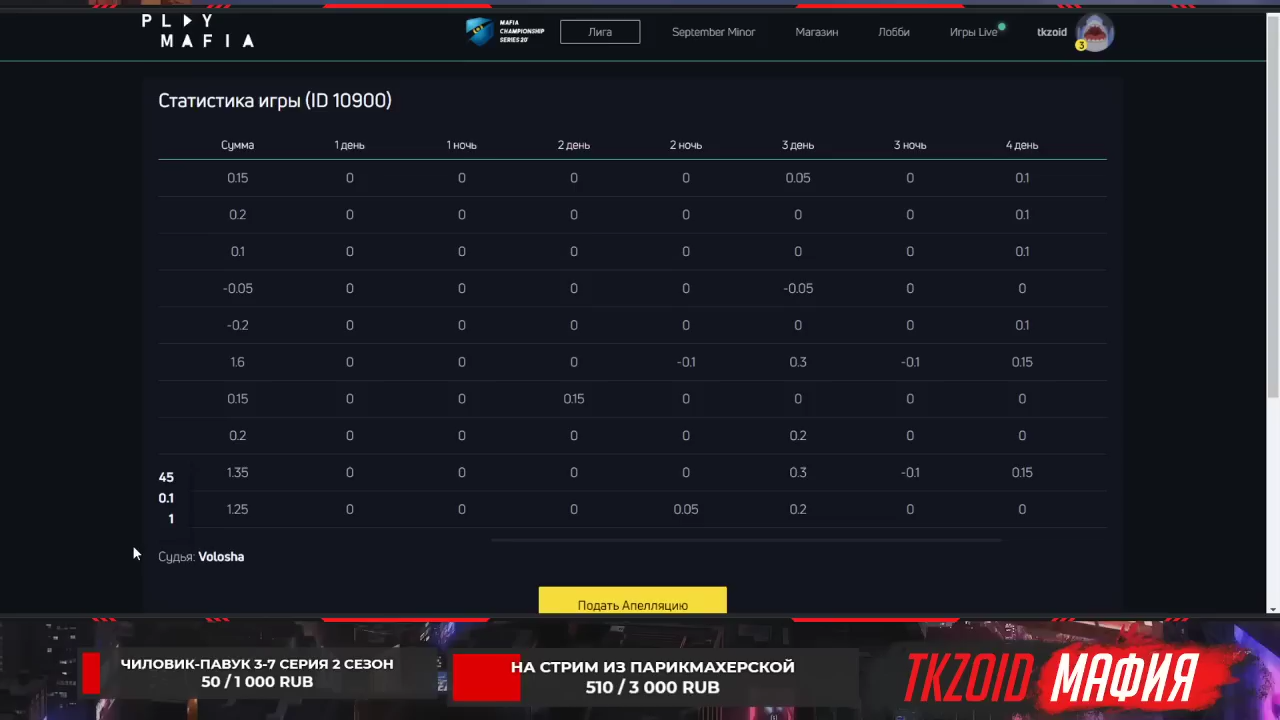 PLAY
MAFIA
MAFIA
CHAMPIONSHIP
SERIES 20'
Лига
September Minor
Магазин
Лобби
Игры Live
tkzoid
3
Статистика игры (ID 10900)
Сумма 1 день 1 ночь 2 день 2 ночь 3 день 3 ночь 4 день
0.15 0 0 0 0 0.05 0 0.1
0.2 0 0 0 0 0 0 0.1
0.1 0 0 0 0 0 0 0.1
-0.05 0 0 0 0 -0.05 0 0
-0.2 0 0 0 0 0 0 0.1
1.6 0 0 0 -0.1 0.3 -0.1 0.15
0.15 0 0 0.15 0 0 0 0
0.2 0 0 0 0 0.2 0 0
1.35 0 0 0 0 0.3 -0.1 0.15
1.25 0 0 0 0.05 0.2 0 0
45
0.1
1
Судья: Volosha
Подать Апелляцию
ЧИЛОВИК-ПАВУК 3-7 СЕРИЯ 2 СЕЗОН
50 / 1 000 RUB
НА СТРИМ ИЗ ПАРИКМАХЕРСКОЙ
510 / 3 000 RUB
TKZOID МАФИЯ